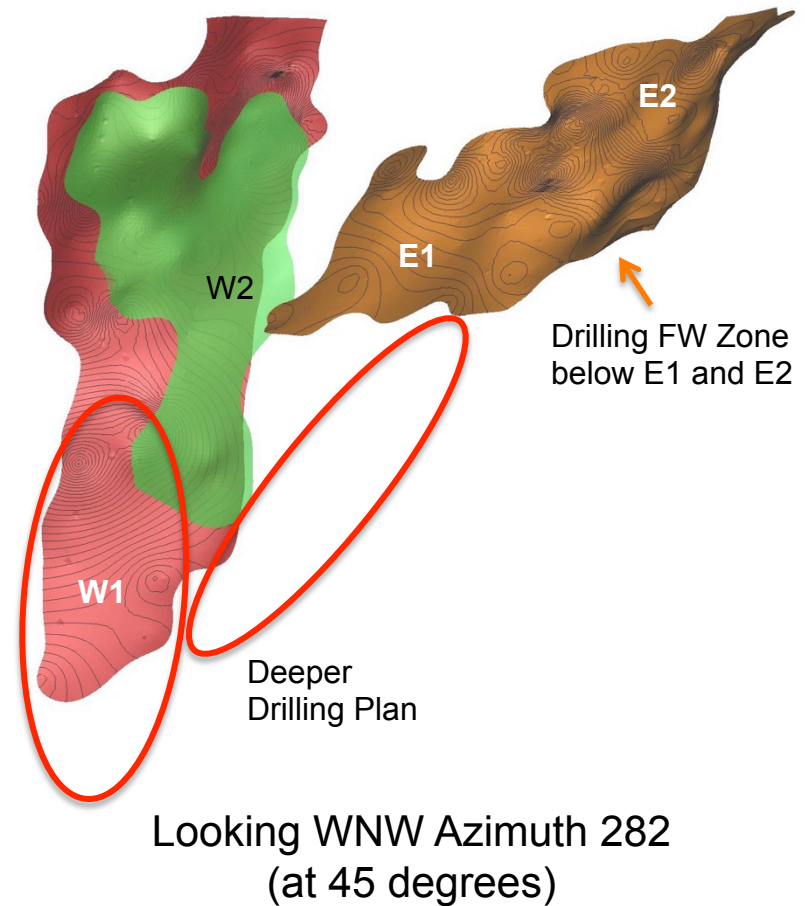 E2
E1
W2
Drilling FW Zone
below E1 and E2
W1
Deeper
Drilling Plan
Looking WNW Azimuth 282
(at 45 degrees)